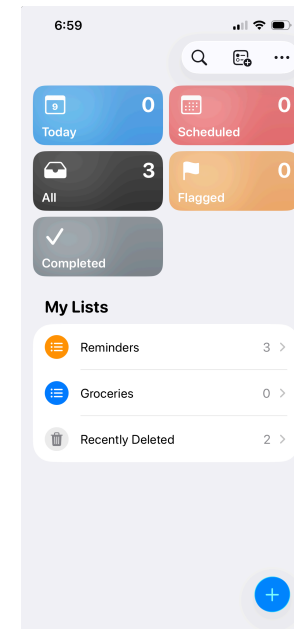 6:59
9
0
0
Today
Scheduled
3
0
All
Flagged
Completed
My Lists
Reminders 3
Groceries 0
Recently Deleted 2